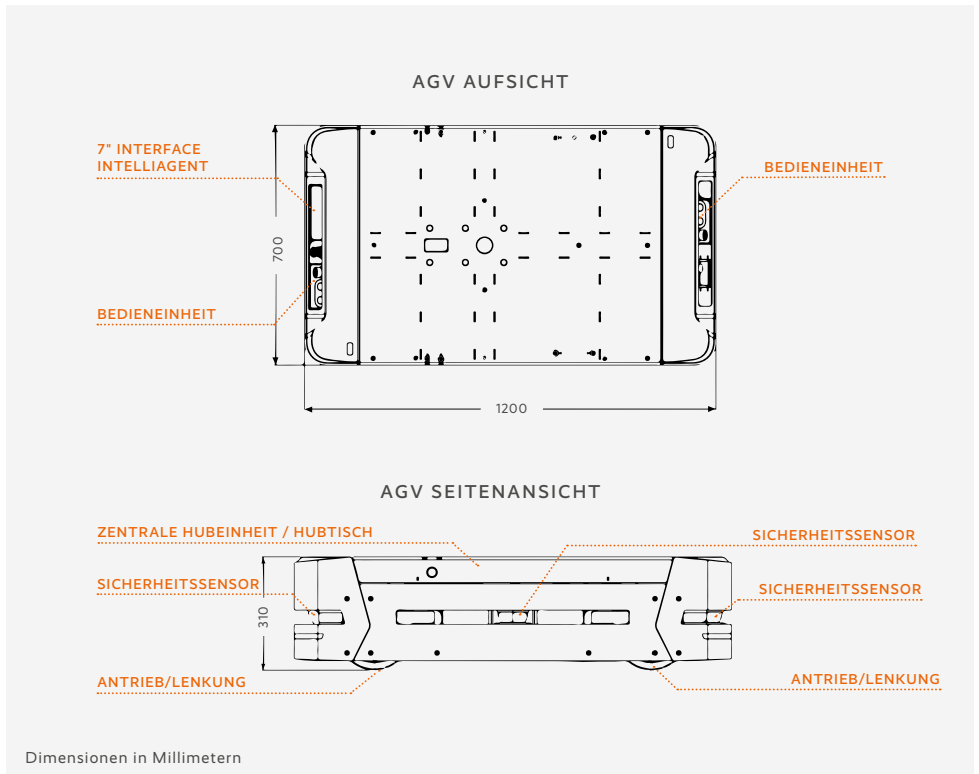 AGV AUFSICHT
7" INTERFACE
INTELLIAGENT
BEDIENEINHEIT
700
BEDIENEINHEIT
1200
AGV SEITENANSICHT
ZENTRALE HUBEINHEIT / HUBTISCH
SICHERHEITSSENSOR
SICHERHEITSSENSOR
SICHERHEITSSENSOR
310
ANTRIEB/LENKUNG
ANTRIEB/LENKUNG
Dimensionen in Millimetern